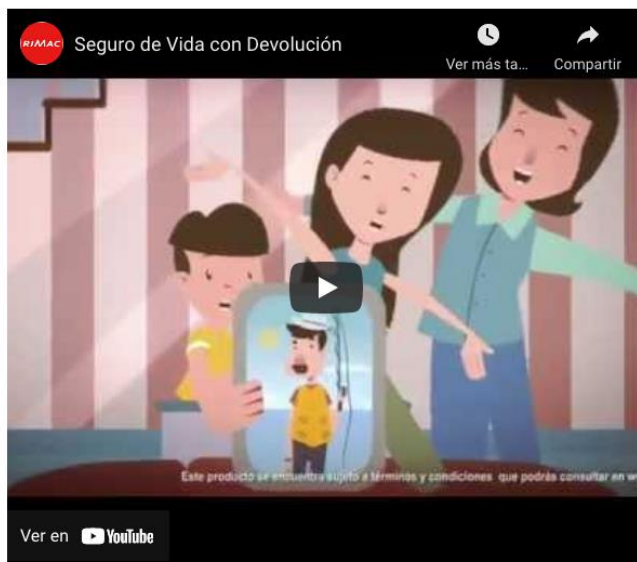 RIMAC
Seguro de Vida con Devolución
Ver más ta...
Compartir
Este producto se encuentra sujeto a términos y condiciones que podrás consultar en w
Ver en YouTube